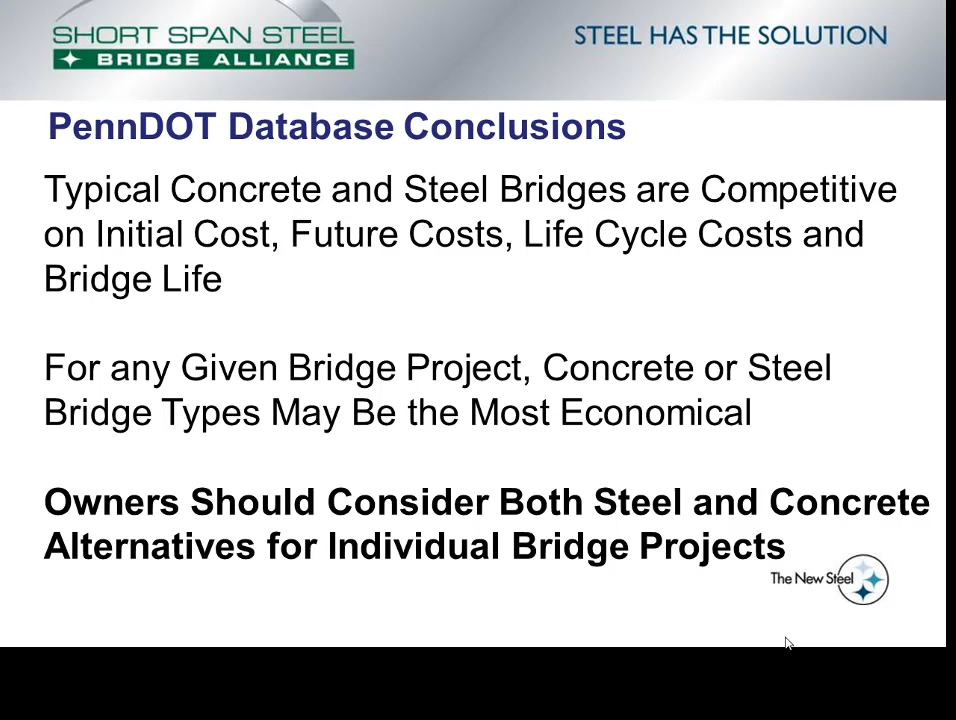 SHORT SPAN STEEL
BRIDGE ALLIANCE
STEEL HAS THE SOLUTION
PennDOT Database Conclusions
Typical Concrete and Steel Bridges are Competitive
on Initial Cost, Future Costs, Life Cycle Costs and
Bridge Life
For any Given Bridge Project, Concrete or Steel
Bridge Types May Be the Most Economical
Owners Should Consider Both Steel and Concrete
Alternatives for Individual Bridge Projects
The New Steel